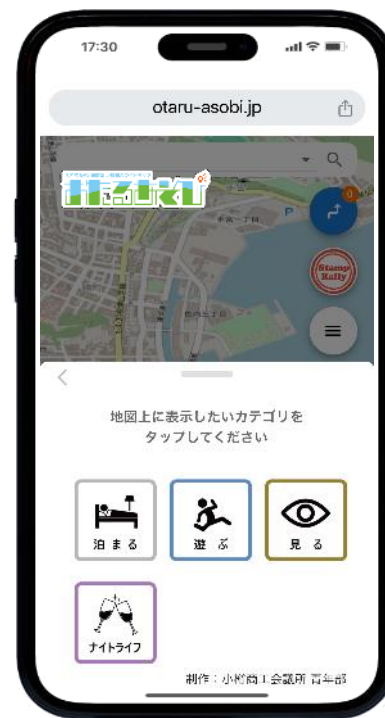 17:30
otaru-asobi.jp
0
Stamp
Rally
地図上に表示したいカテゴリを
タップしてください
泊まる
遊ぶ
見る
ナイトライフ
制作：小樽商工会議所 青年部